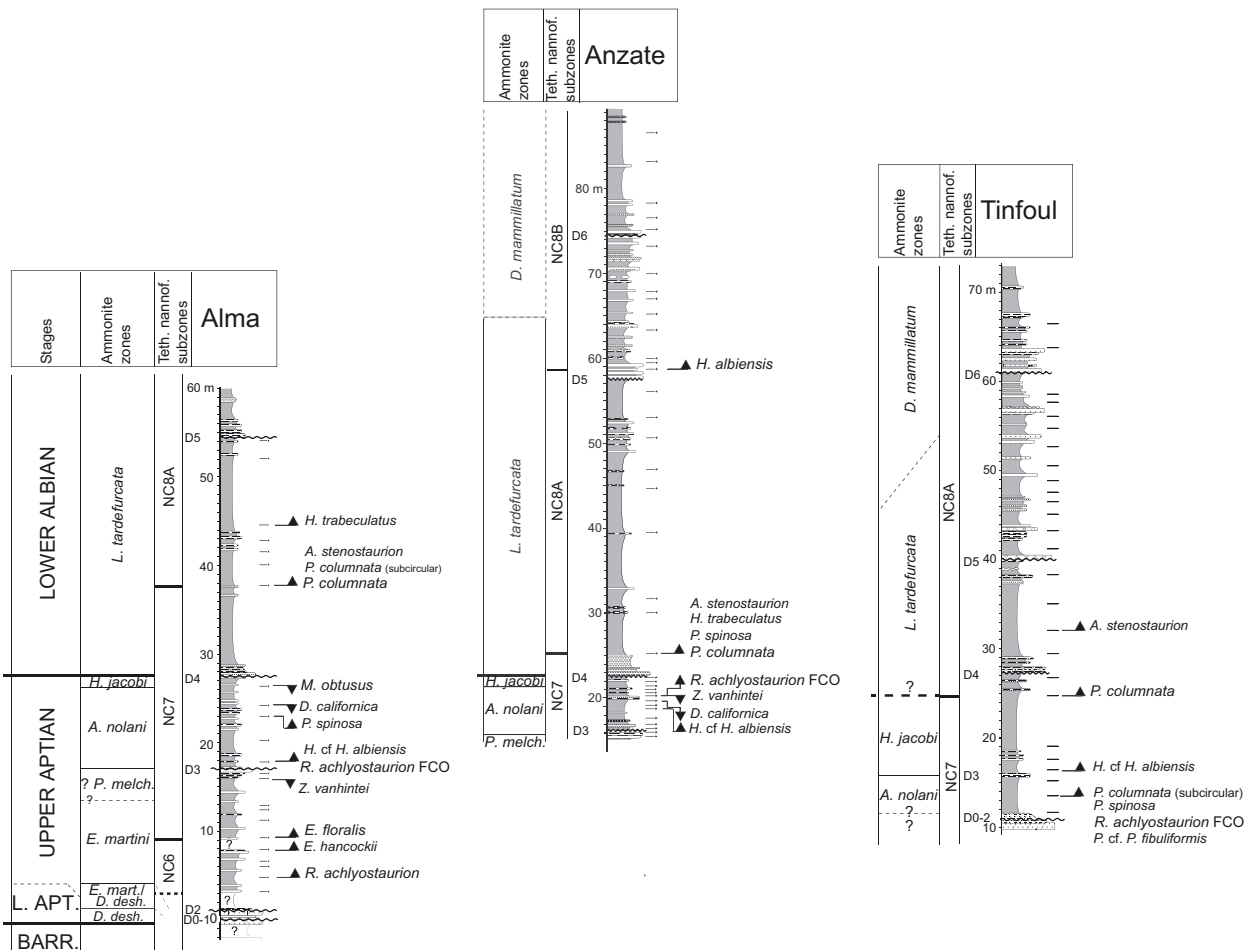 Ammonite
zones
Teth. nannof.
subzones
Anzate
D. mammillatum
L. tardefurcata
H. jacobi
A. nolani
P. melch.
NC8B
NC8A
NC7
80 m
D6
70
60
D5
50
40
30
D4
20
D3
H. albiensis
A. stenostaurion
H. trabeculatus
P. spinosa
P. columnata
R. achlyostaurion FCO
Z. vanhintei
D. californica
H. cf H. albiensis
Stages
Ammonite
zones
Teth. nannof.
subzones
Alma
LOWER ALBIAN
UPPER APTIAN
L. APT.
BARR.
L. tardefurcata
H. jacobi
A. nolani
? P. melch.
?
E. martini
E. mart./
D. desh.
D. desh.
NC8A
NC7
NC6
60 m
D5
50
40
30
D4
20
D3
10
?
?
D2
D0-1 0
?
H. trabeculatus
A. stenostaurion
P. columnata (subcircular)
P. columnata
M. obtusus
D. californica
P. spinosa
H. cf H. albiensis
R. achlyostaurion FCO
Z. vanhintei
E. floralis
E. hancockii
R. achlyostaurion
Ammonite
zones
Teth. nannof.
subzones
Tinfoul
D. mammillatum
L. tardefurcata
?
H. jacobi
A. nolani
?
?
NC8A
NC7
70 m
D6
60
50
D5
40
30
D4
20
D3
D0-2
10
A. stenostaurion
P. columnata
H. cf H. albiensis
P. columnata (subcircular)
P. spinosa
R. achlyostaurion FCO
P. cf. P. fibuliformis